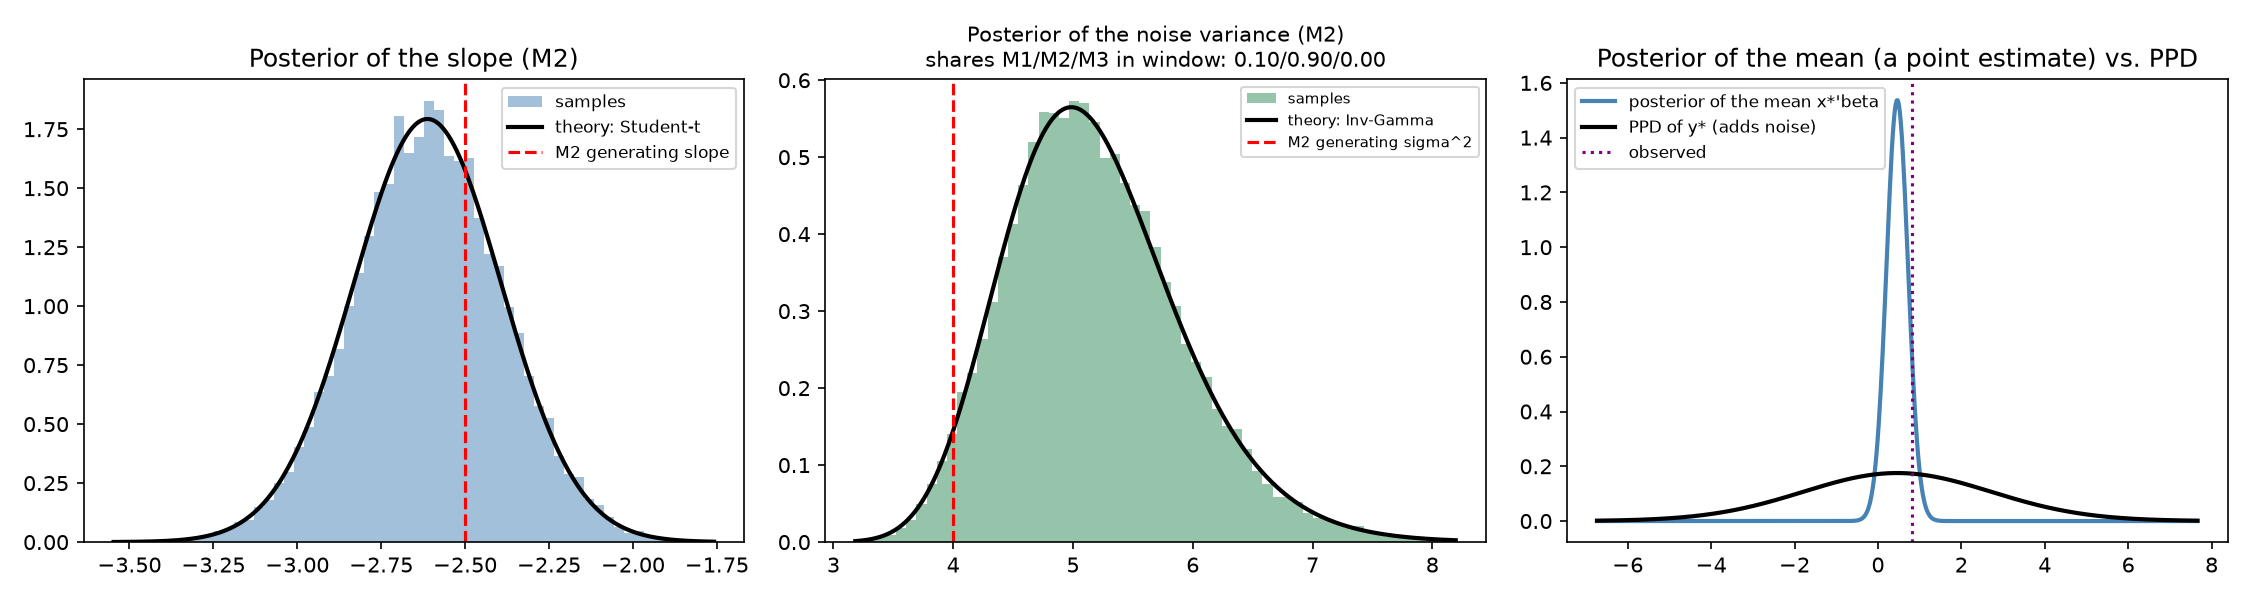 Posterior of the slope (M2)
samples
theory: Student-t
M2 generating slope
1.75
1.50
1.25
1.00
0.75
0.50
0.25
0.00
−3.50 −3.25 −3.00 −2.75 −2.50 −2.25 −2.00 −1.75
Posterior of the noise variance (M2)
shares M1/M2/M3 in window: 0.10/0.90/0.00
samples
theory: Inv-Gamma
M2 generating sigma^2
0.6
0.5
0.4
0.3
0.2
0.1
0.0
3 4 5 6 7 8
Posterior of the mean (a point estimate) vs. PPD
posterior of the mean x*'beta
PPD of y* (adds noise)
observed
1.6
1.4
1.2
1.0
0.8
0.6
0.4
0.2
0.0
−6 −4 −2 0 2 4 6 8